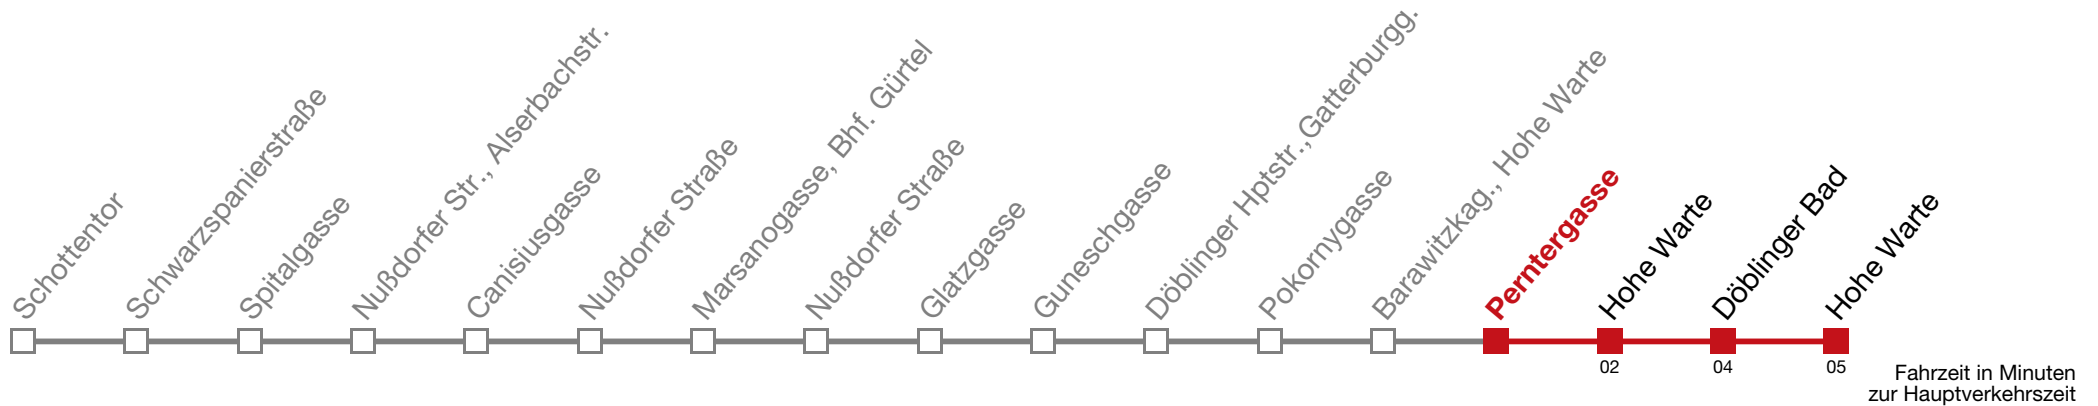 Schottentor
Schwarzspanierstraße
Spitalgasse
Nußdorfer Str., Alserbachstr.
Canisiusgasse
Nußdorfer Straße
Marsanogasse, Bhf. Gürtel
Nußdorfer Straße
Glatzgasse
Guneschgasse
Döblinger Hptstr.,Gatterburgg.
Pokornygasse
Barawitzkag., Hohe Warte
Perntergasse
Hohe Warte
Döblinger Bad
Hohe Warte
02
04
05
Fahrzeit in Minuten
zur Hauptverkehrszeit